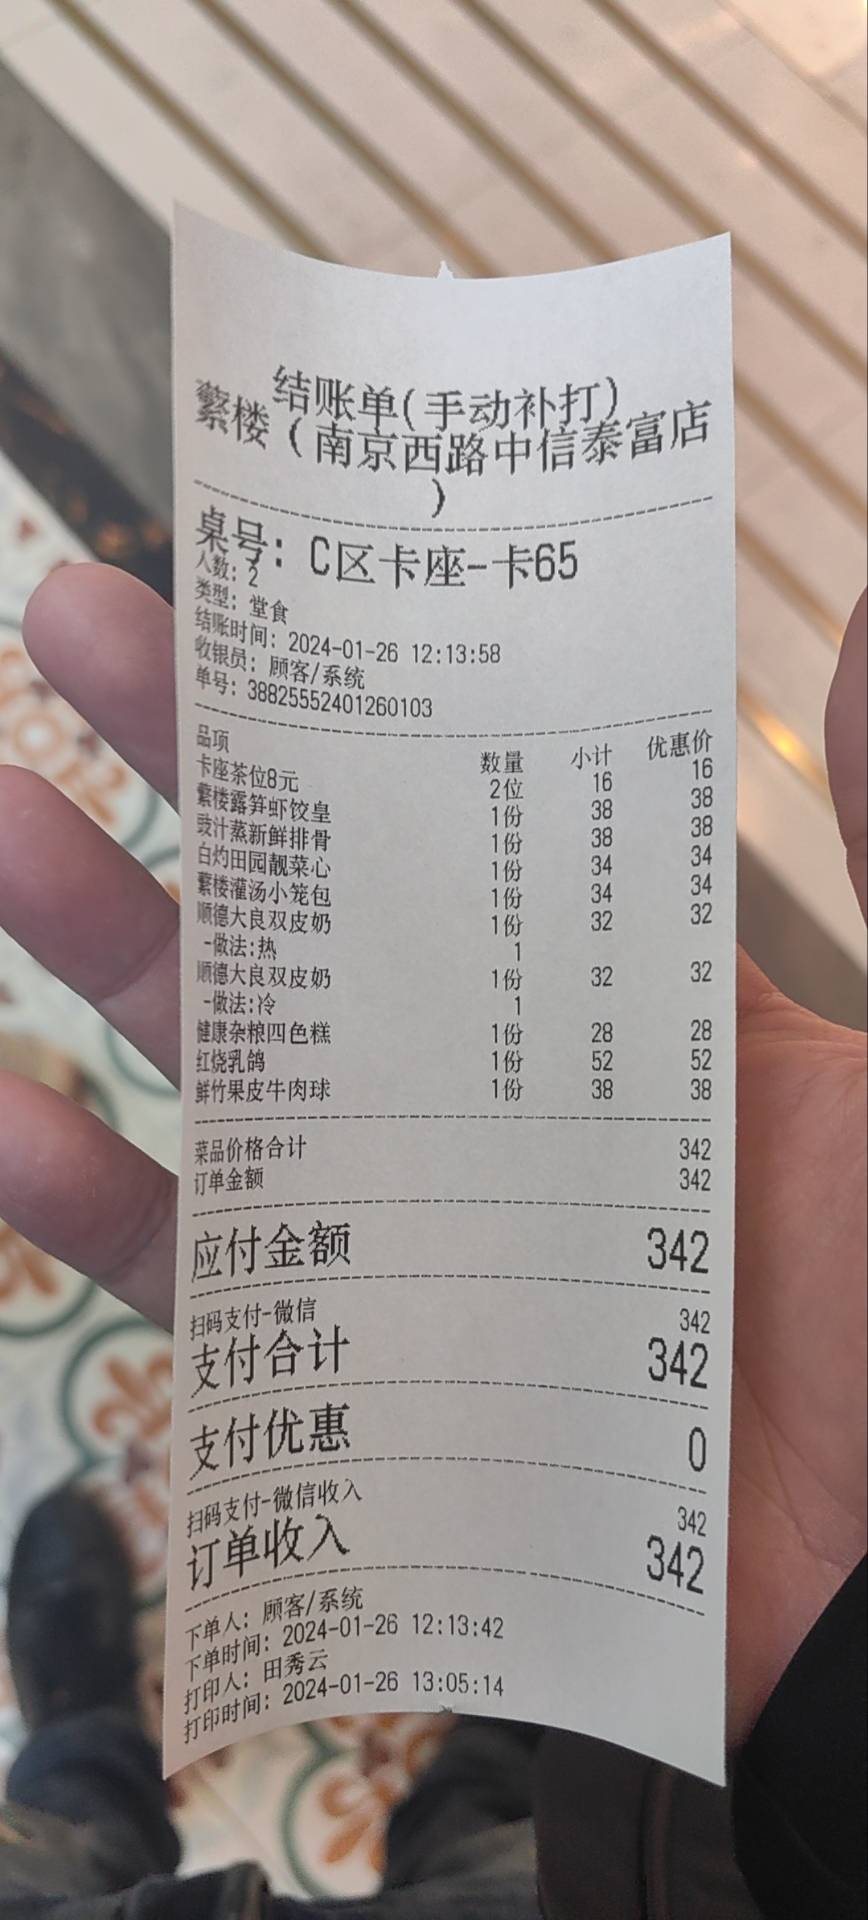 结账单(手动补打)
蘩楼（南京西路中信泰富店
）
桌号：C区卡座-卡65
人数：2
类型：堂食
结账时间：2024-01-26 12:13:58
收银员：顾客/系统
单号：38825552401260103
品项 数量 小计 优惠价
卡座茶位8元 2位 16 16
蘩楼露笋虾饺皇 1份 38 38
豉汁蒸新鲜排骨 1份 38 38
白灼田园靓菜心 1份 34 34
蘩楼灌汤小笼包 1份 34 34
顺德大良双皮奶 1份 32 32
-做法:热 1
顺德大良双皮奶 1份 32 32
-做法:冷 1
健康杂粮四色糕 1份 28 28
红烧乳鸽 1份 52 52
鲜竹果皮牛肉球 1份 38 38
菜品价格合计 342
订单金额 342
应付金额 342
扫码支付-微信 342
支付合计 342
支付优惠 0
扫码支付-微信收入 342
订单收入 342
下单人：顾客/系统
下单时间：2024-01-26 12:13:42
打印人：田秀云
打印时间：2024-01-26 13:05:14